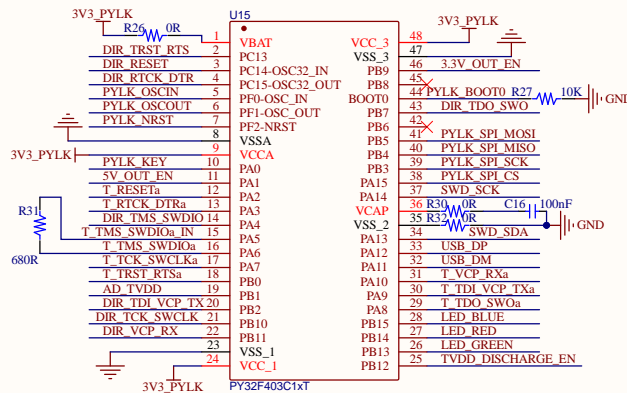 3V3_PYLK
R26 0R
U15
3V3_PYLK
1 VBAT VCC_3 48
DIR_TRST_RTS 2 PC13 VSS_3 47
DIR_RESET 3 PC14-OSC32_IN PB9 46 3.3V_OUT_EN
DIR_RTCK_DTR 4 PC15-OSC32_OUT PB8 45
PYLK_OSCIN 5 PF0-OSC_IN BOOT0 44 PYLK_BOOT0 R27 10K GND
PYLK_OSCOUT 6 PF1-OSC_OUT PB7 43 DIR_TDO_SWO
PYLK_NRST 7 PF2-NRST PB6 42
8 VSSA PB5 41 PYLK_SPI_MOSI
3V3_PYLK 9 VCCA PB4 40 PYLK_SPI_MISO
PYLK_KEY 10 PA0 PB3 39 PYLK_SPI_SCK
5V_OUT_EN 11 PA1 PA15 38 PYLK_SPI_CS
T_RESETa 12 PA2 PA14 37 SWD_SCK
T_RTCK_DTRa 13 PA3 VCAP 36 R30 0R C16 100nF
R31 DIR_TMS_SWDIO 14 PA4 VSS_2 35 R32 0R GND
T_TMS_SWDIOa_IN 15 PA5 PA13 34 SWD_SDA
680R T_TMS_SWDIOa 16 PA6 PA12 33 USB_DP
T_TCK_SWCLKa 17 PA7 PA11 32 USB_DM
T_TRST_RTSa 18 PB0 PA10 31 T_VCP_RXa
AD_TVDD 19 PB1 PA9 30 T_TDI_VCP_TXa
DIR_TDI_VCP_TX 20 PB2 PA8 29 T_TDO_SWOa
DIR_TCK_SWCLK 21 PB10 PB15 28 LED_BLUE
DIR_VCP_RX 22 PB11 PB14 27 LED_RED
23 VSS_1 PB13 26 LED_GREEN
24 VCC_1 PB12 25 TVDD_DISCHARGE_EN
3V3_PYLK
PY32F403C1xT